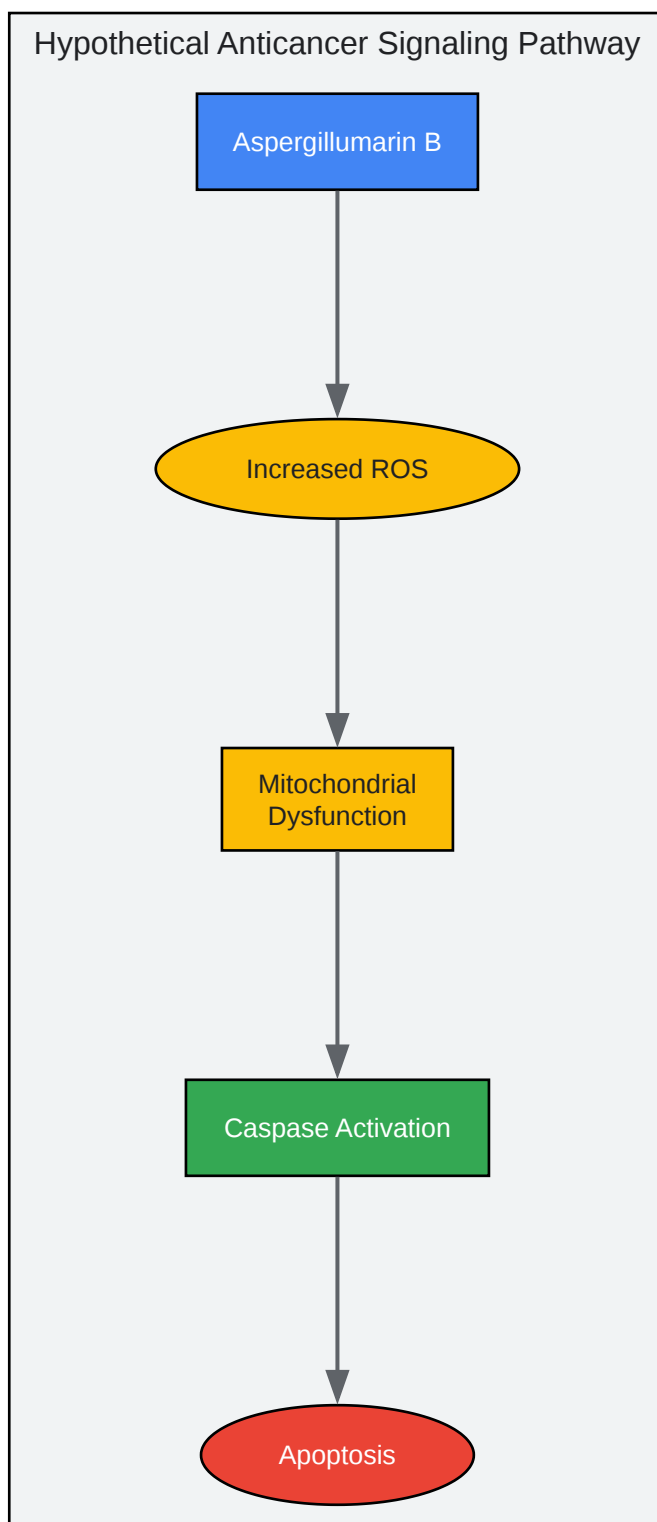 Hypothetical Anticancer Signaling Pathway
Aspergillumarin B
Increased ROS
Mitochondrial
Dysfunction
Caspase Activation
Apoptosis